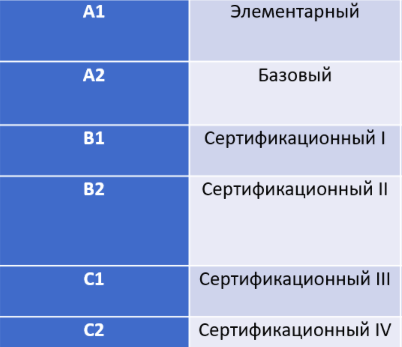 A1 Элементарный
A2 Базовый
B1 Сертификационный I
B2 Сертификационный II
C1 Сертификационный III
C2 Сертификационный IV